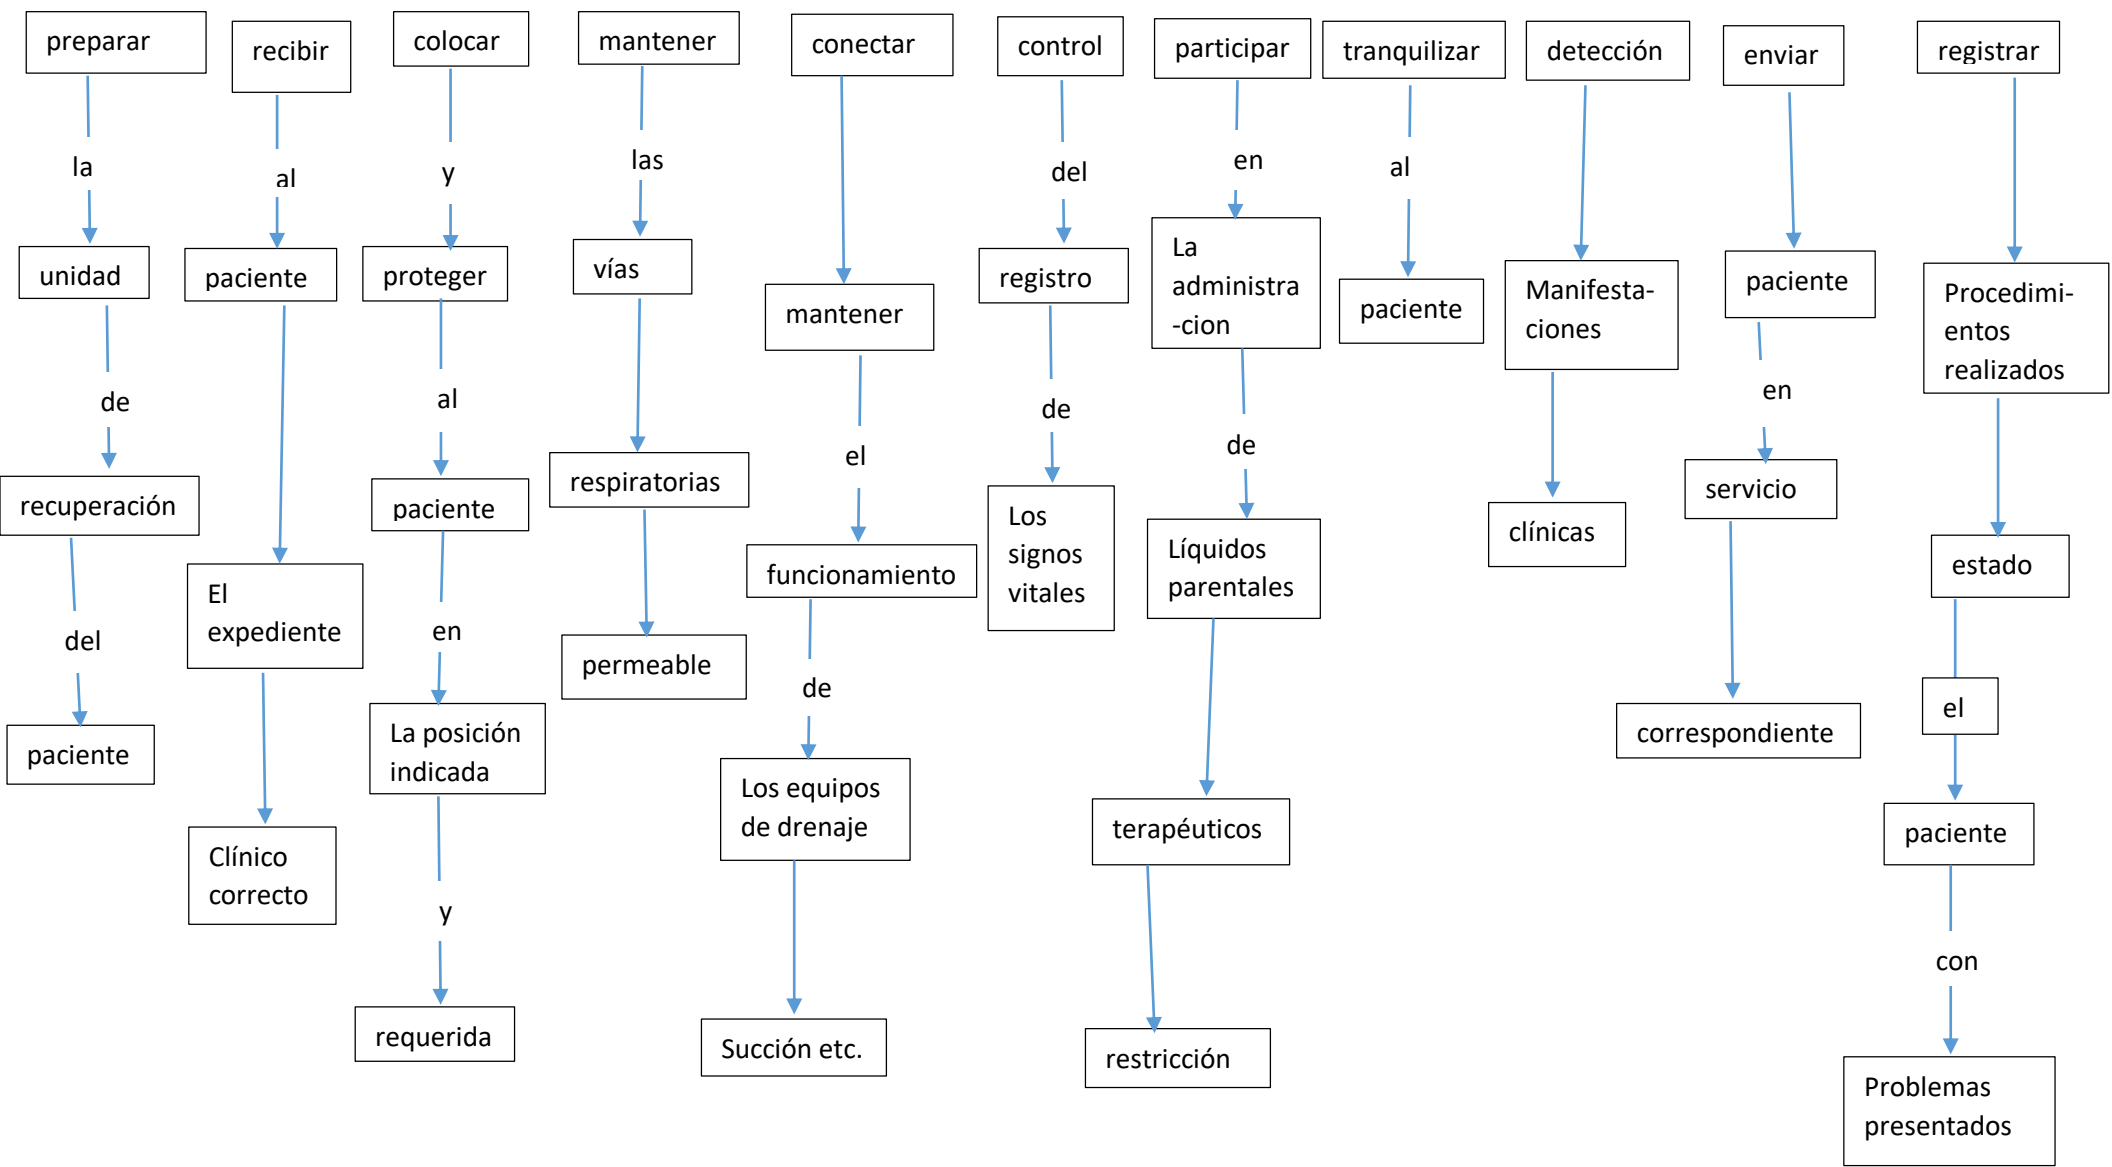 preparar
la
unidad
de
recuperación
del
paciente
recibir
al
paciente
El
expediente
Clínico
correcto
colocar
y
proteger
al
paciente
en
La posición
indicada
y
requerida
mantener
las
vías
respiratorias
permeable
conectar
mantener
el
funcionamiento
de
Los equipos
de drenaje
Succión etc.
control
del
registro
de
Los
signos
vitales
participar
en
La
administra
-cion
de
Líquidos
parentales
terapéuticos
restricción
tranquilizar
al
paciente
detección
Manifesta-
ciones
clínicas
enviar
paciente
en
servicio
correspondiente
registrar
Procedimi-
entos
realizados
estado
el
paciente
con
Problemas
presentados